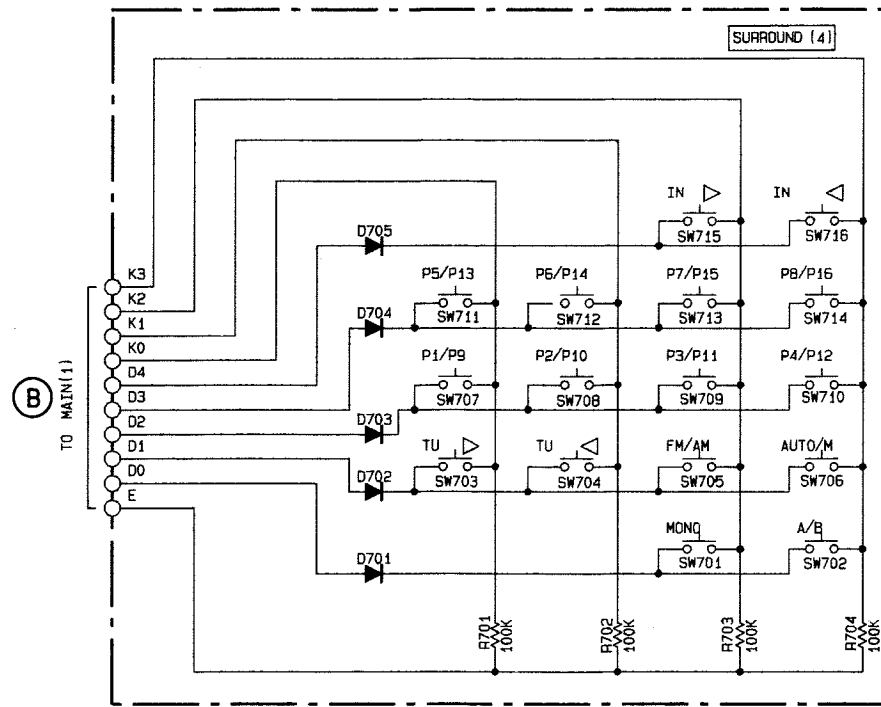 SURROUND (4)
IN
IN
D705
SW715
SW716
K3
P5/P13
P6/P14
P7/P15
P8/P16
K2
D704
K1
SW711
SW712
SW713
SW714
K0
P1/P9
P2/P10
P3/P11
P4/P12
D4
D3
SW707
SW708
SW709
SW710
B
TO MAIN(1)
D2
D703
D1
TU
TU
FM/AM
AUTO/M
D0
D702
SW703
SW704
SW705
SW706
E
MONO
A/B
D701
SW701
SW702
R701
100K
R702
100K
R703
100K
R704
100K